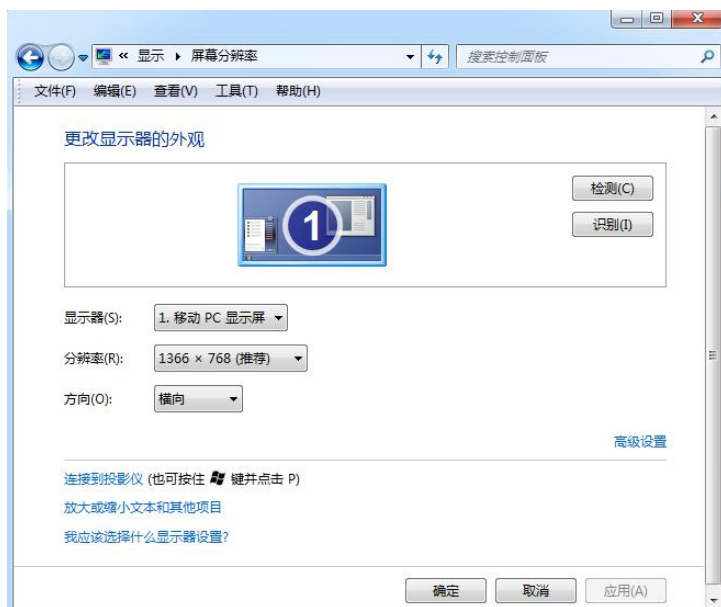 « 显示 ▸ 屏幕分辨率 搜索控制面板
文件(F) 编辑(E) 查看(V) 工具(T) 帮助(H)
更改显示器的外观
1
检测(C)
识别(I)
显示器(S): 1. 移动 PC 显示屏
分辨率(R): 1366 × 768 (推荐)
方向(O): 横向
高级设置
连接到投影仪 (也可按住 键并点击 P)
放大或缩小文本和其他项目
我应该选择什么显示器设置?
确定 取消 应用(A)